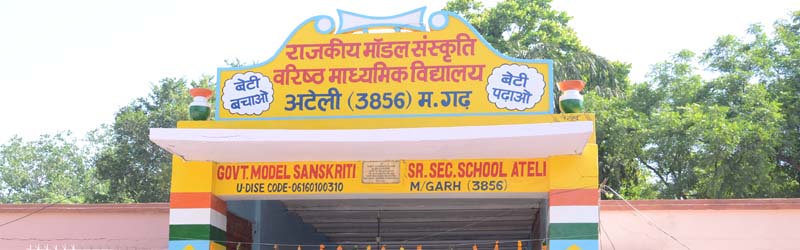 राजकीय मॉडल संस्कृति
वरिष्ठ माध्यमिक विद्यालय
बेटी
बचाओ
बेटी
पढ़ाओ
अटेली (3856) म.गढ़
GOVT. MODEL SANSKRITI SR. SEC. SCHOOL ATELI
U-DISE CODE-06160100310 M/GARH (3856)